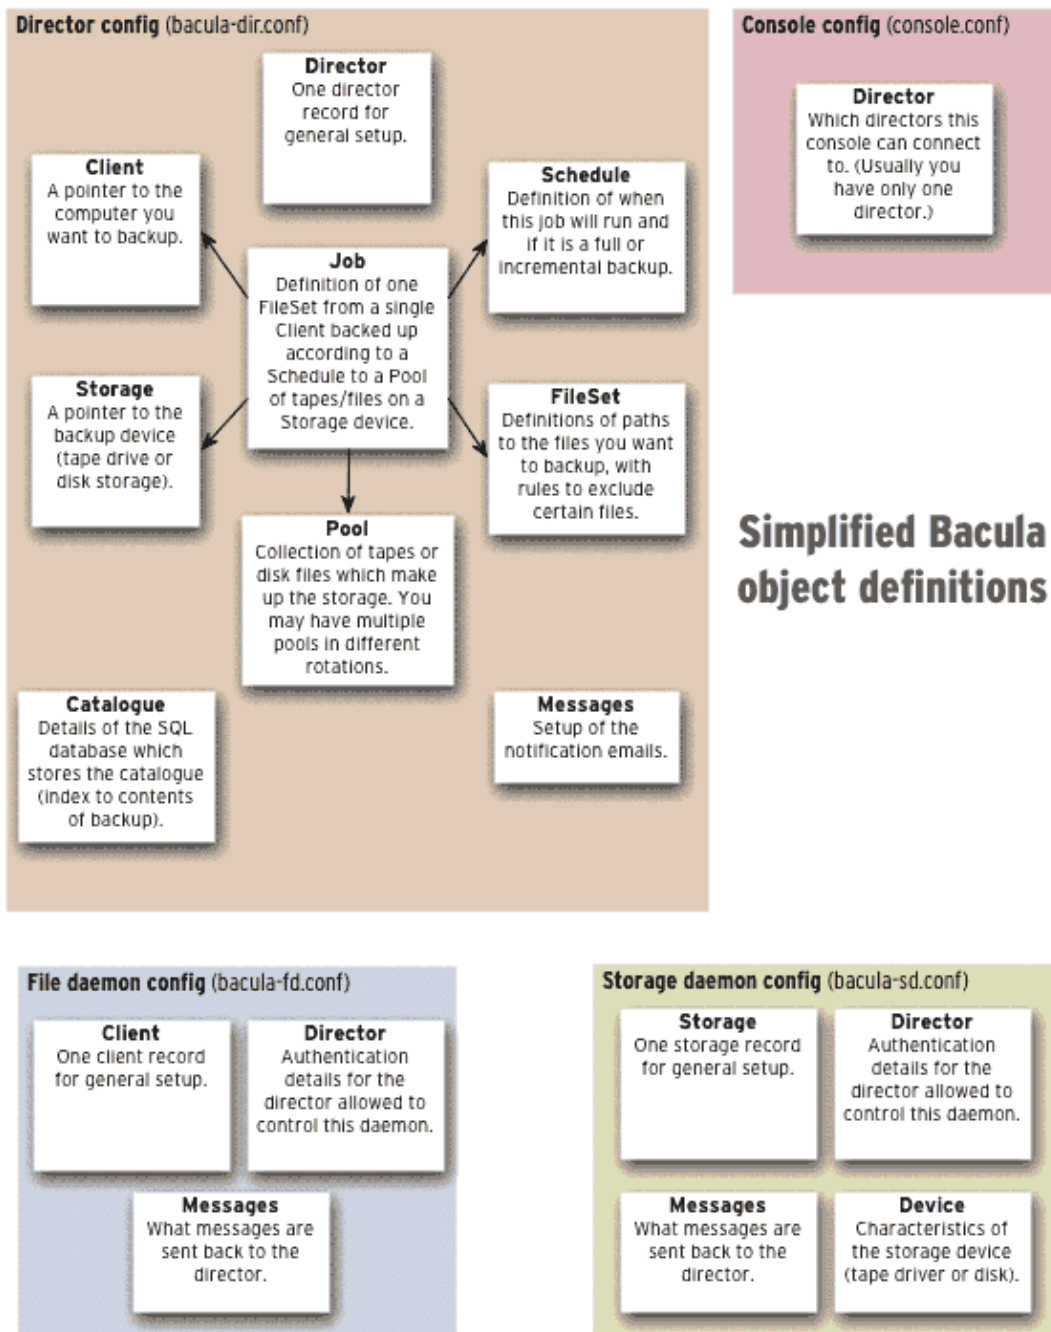 Director config (bacula-dir.conf)
Director
One director
record for
general setup.
Client
A pointer to the
computer you
want to backup.
Schedule
Definition of when
this job will run and
if it is a full or
incremental backup.
Job
Definition of one
FileSet from a single
Client backed up
according to a
Schedule to a Pool
of tapes/files on a
Storage device.
Storage
A pointer to the
backup device
(tape drive or
disk storage).
FileSet
Definitions of paths
to the files you want
to backup, with
rules to exclude
certain files.
Pool
Collection of tapes or
disk files which make
up the storage. You
may have multiple
pools in different
rotations.
Catalogue
Details of the SQL
database which
stores the catalogue
(index to contents
of backup).
Messages
Setup of the
notification emails.
Console config (console.conf)
Director
Which directors this
console can connect
to. (Usually you
have only one
director.)
Simplified Bacula
object definitions
File daemon config (bacula-fd.conf)
Client
One client record
for general setup.
Director
Authentication
details for the
director allowed to
control this daemon.
Messages
What messages are
sent back to the
director.
Storage daemon config (bacula-sd.conf)
Storage
One storage record
for general setup.
Director
Authentication
details for the
director allowed to
control this daemon.
Messages
What messages are
sent back to the
director.
Device
Characteristics of
the storage device
(tape driver or disk).